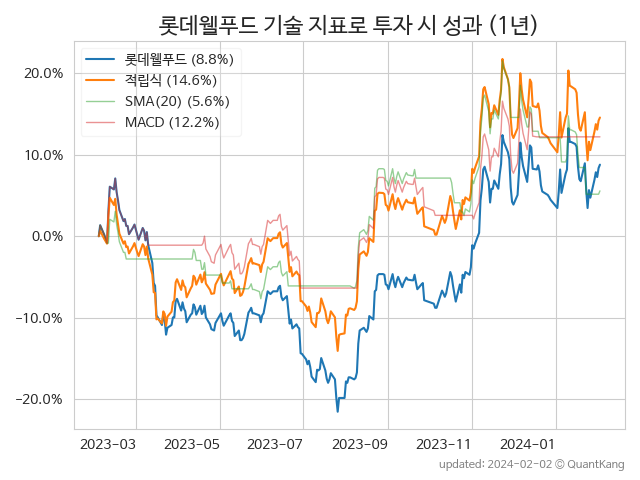 롯데웰푸드 기술 지표로 투자 시 성과 (1년)
롯데웰푸드 (8.8%)
적립식 (14.6%)
SMA(20) (5.6%)
MACD (12.2%)
20.0%
10.0%
0.0%
−10.0%
−20.0%
2023-03 2023-05 2023-07 2023-09 2023-11 2024-01
updated: 2024-02-02 © QuantKang